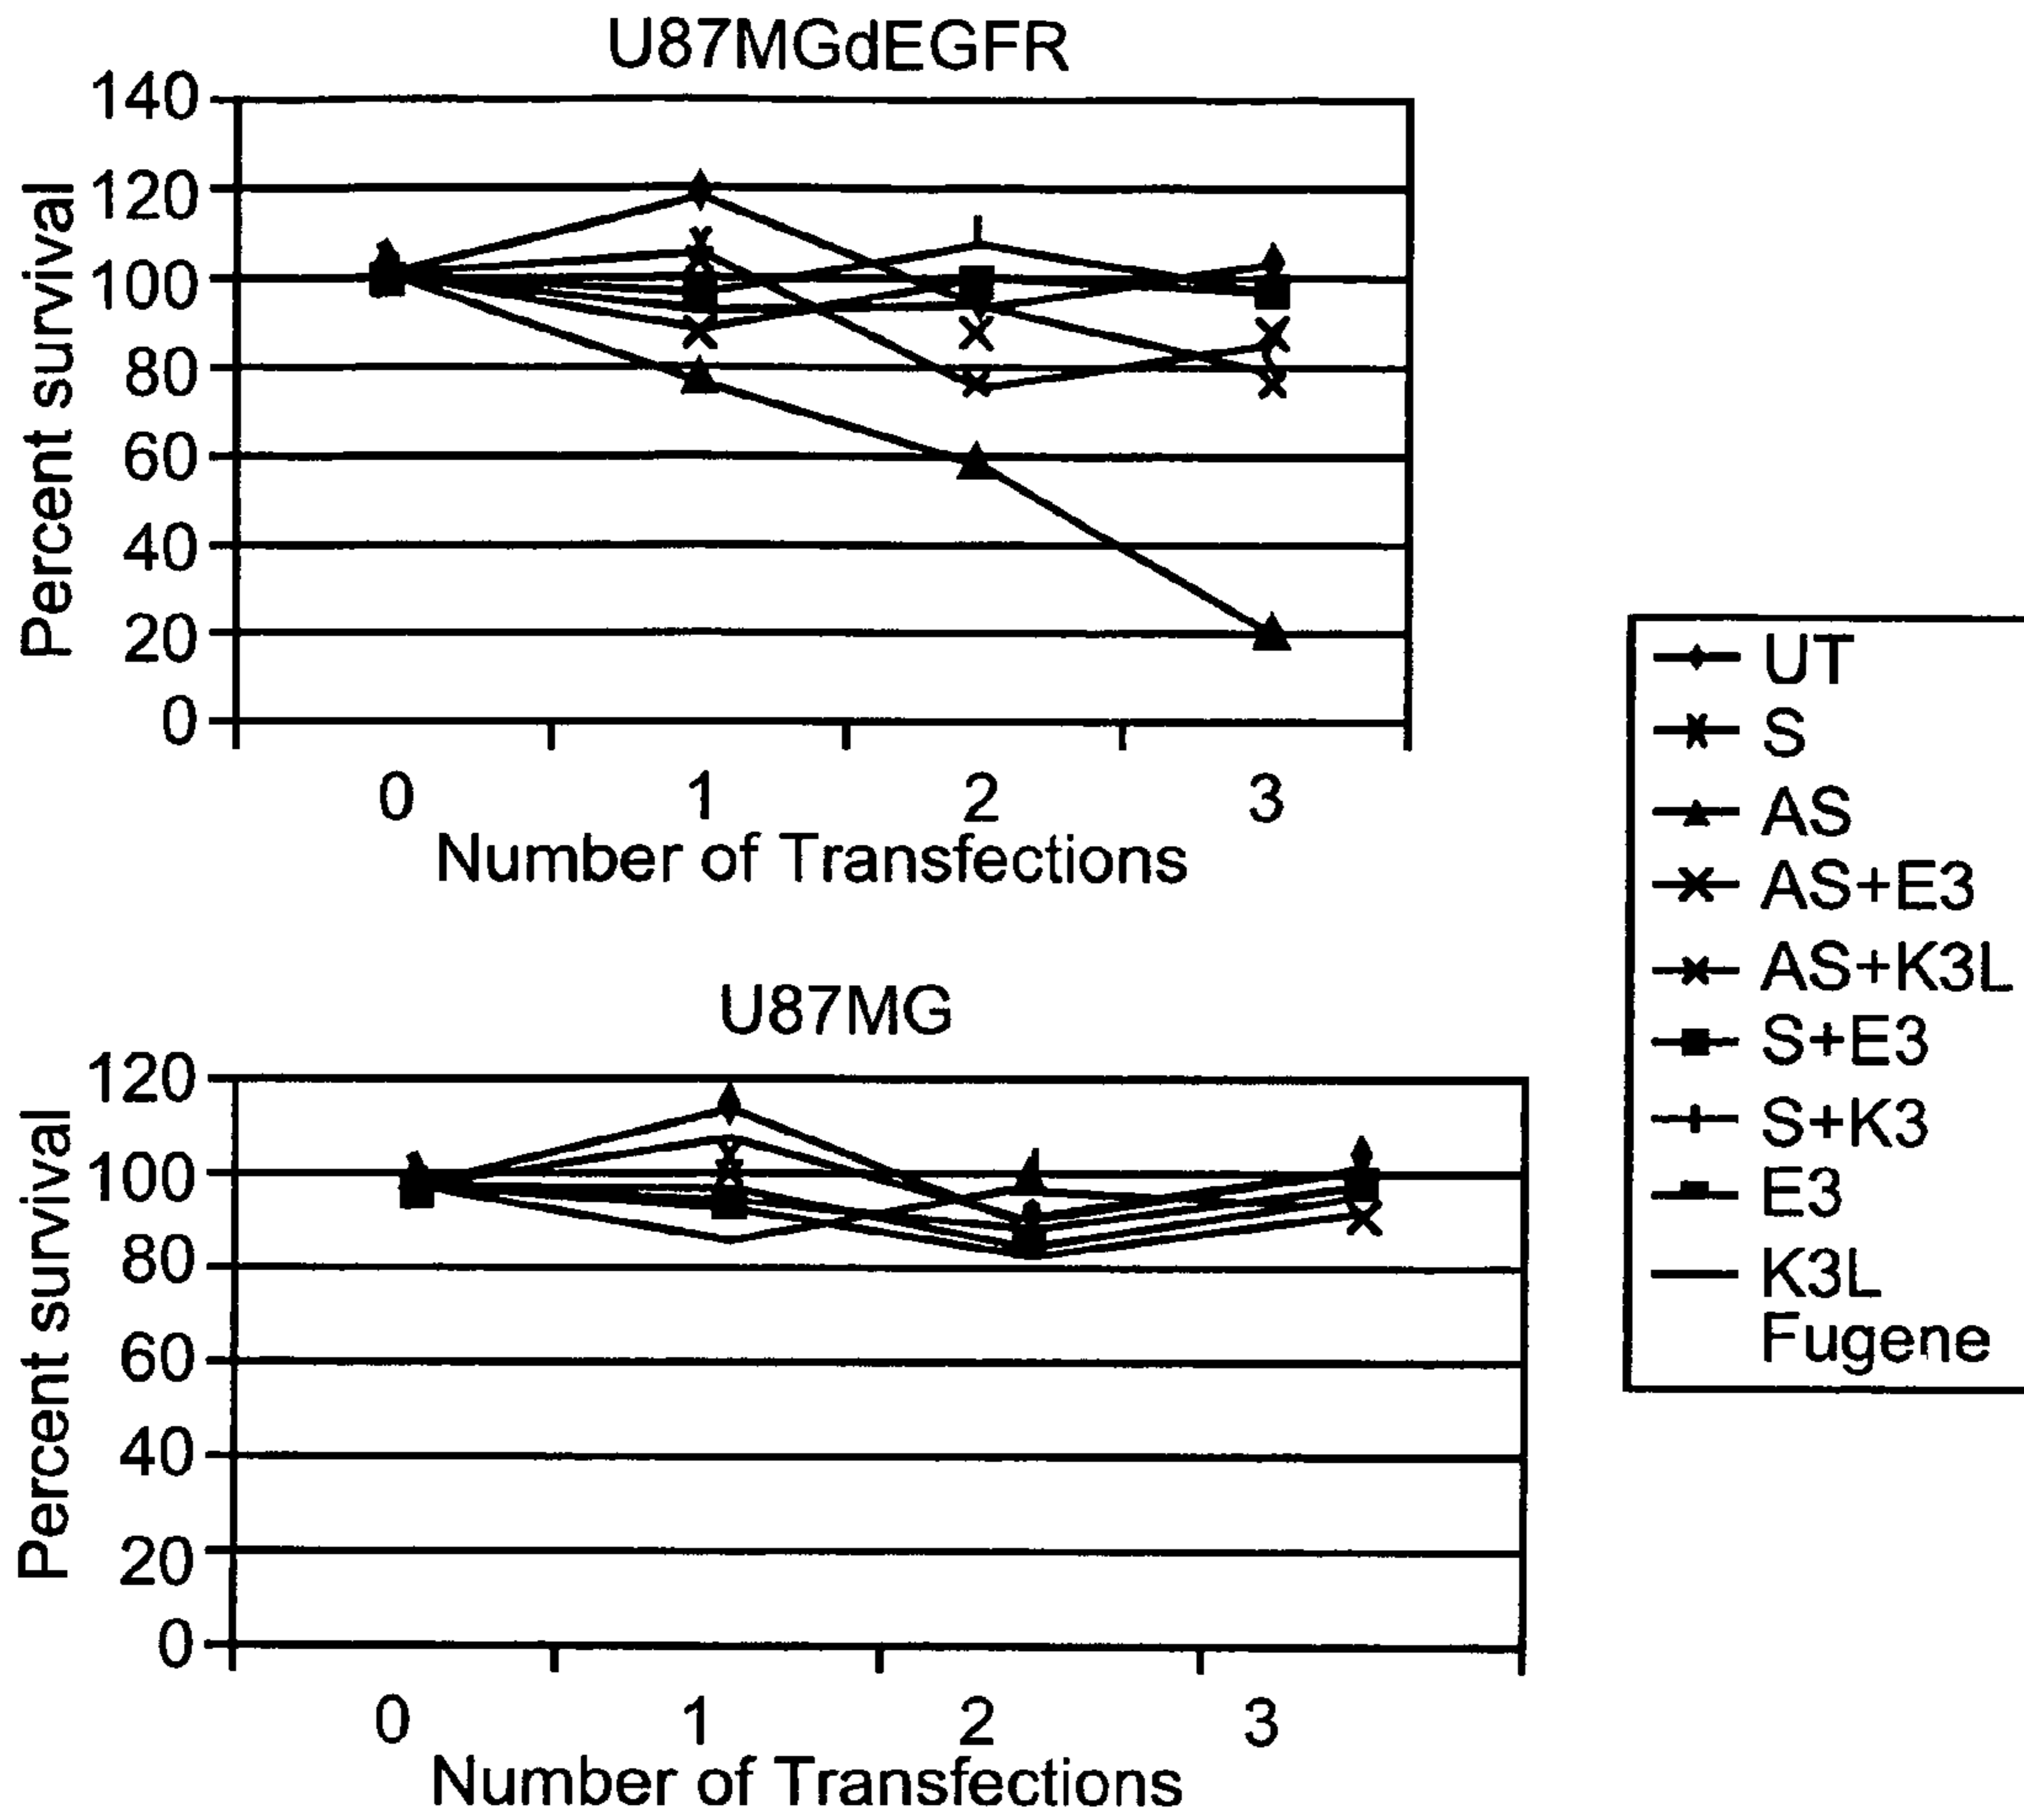 U87MGdEGFR
140
120
100
80
60
40
20
0
Percent survival
0 1 2 3
Number of Transfections
UT
S
AS
AS+E3
AS+K3L
S+E3
S+K3
E3
K3L
Fugene
U87MG
120
100
80
60
40
20
0
Percent survival
0 1 2 3
Number of Transfections